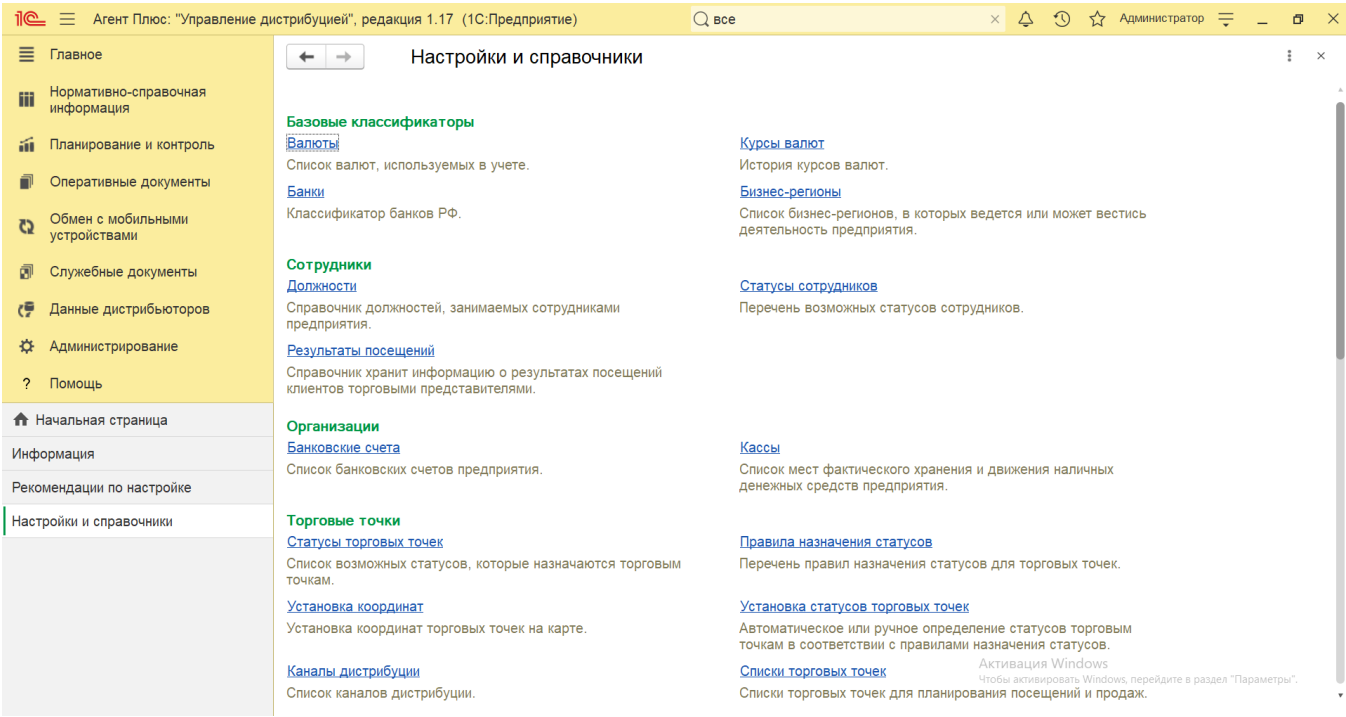 1С Агент Плюс: "Управление дистрибуцией", редакция 1.17 (1С:Предприятие) все Администратор
Главное
Нормативно-справочная
информация
Планирование и контроль
Оперативные документы
Обмен с мобильными
устройствами
Служебные документы
Данные дистрибьюторов
Администрирование
? Помощь
Начальная страница
Информация
Рекомендации по настройке
Настройки и справочники
Настройки и справочники
Базовые классификаторы
Валюты
Список валют, используемых в учете.
Курсы валют
История курсов валют.
Банки
Классификатор банков РФ.
Бизнес-регионы
Список бизнес-регионов, в которых ведется или может вестись
деятельность предприятия.
Сотрудники
Должности
Справочник должностей, занимаемых сотрудниками
предприятия.
Статусы сотрудников
Перечень возможных статусов сотрудников.
Результаты посещений
Справочник хранит информацию о результатах посещений
клиентов торговыми представителями.
Организации
Банковские счета
Список банковских счетов предприятия.
Кассы
Список мест фактического хранения и движения наличных
денежных средств предприятия.
Торговые точки
Статусы торговых точек
Список возможных статусов, которые назначаются торговым
точкам.
Правила назначения статусов
Перечень правил назначения статусов для торговых точек.
Установка координат
Установка координат торговых точек на карте.
Установка статусов торговых точек
Автоматическое или ручное определение статусов торговым
точкам в соответствии с правилами назначения статусов.
Каналы дистрибуции
Список каналов дистрибуции.
Списки торговых точек
Списки торговых точек для планирования посещений и продаж.
Активация Windows
Чтобы активировать Windows, перейдите в раздел "Параметры".